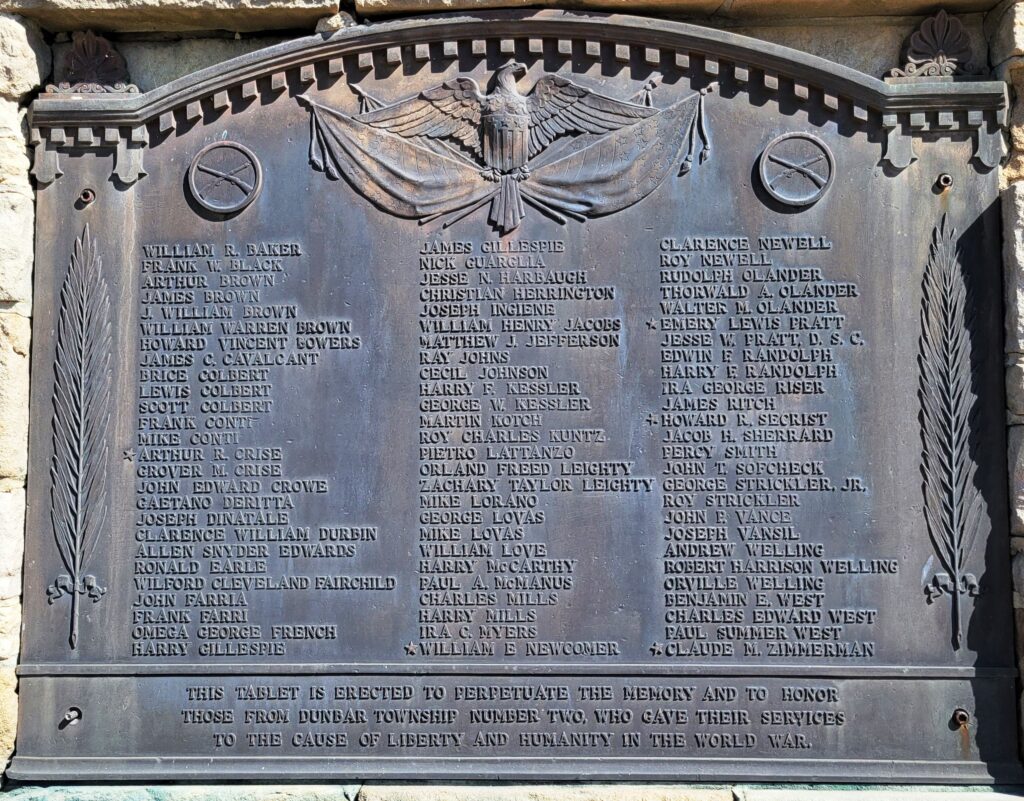 WILLIAM R. BAKER
FRANK W. BLACK
ARTHUR BROWN
JAMES BROWN
J. WILLIAM BROWN
WILLIAM WARREN BROWN
HOWARD VINCENT BOWERS
JAMES C. CAVALCANT
BRICE COLBERT
LEWIS COLBERT
SCOTT COLBERT
FRANK CONTI
MIKE CONTI
★ARTHUR R. CRISE
GROVER M. CRISE
JOHN EDWARD CROWE
GAETANO DERITTA
JOSEPH DINATALE
CLARENCE WILLIAM DURBIN
ALLEN SNYDER EDWARDS
RONALD EARLE
WILFORD CLEVELAND FAIRCHILD
JOHN FARRIA
FRANK FARRI
OMEGA GEORGE FRENCH
HARRY GILLESPIE
JAMES GILLESPIE
NICK GUARGLIA
JESSE N. HARBAUGH
CHRISTIAN HERRINGTON
JOSEPH INGIENE
WILLIAM HENRY JACOBS
MATTHEW J. JEFFERSON
RAY JOHNS
CECIL JOHNSON
HARRY F. KESSLER
GEORGE W. KESSLER
MARTIN KOTCH
ROY CHARLES KUNTZ
PIETRO LATTANZO
ORLAND FREED LEIGHTY
ZACHARY TAYLOR LEIGHTY
MIKE LORANO
GEORGE LOVAS
MIKE LOVAS
WILLIAM LOVE
HARRY McCARTHY
PAUL A. McMANUS
CHARLES MILLS
HARRY MILLS
IRA C. MYERS
★WILLIAM E NEWCOMER
CLARENCE NEWELL
ROY NEWELL
RUDOLPH OLANDER
THORWALD A. OLANDER
WALTER M. OLANDER
★EMERY LEWIS PRATT
JESSE W. PRATT, D. S. C.
EDWIN F. RANDOLPH
HARRY F. RANDOLPH
IRA GEORGE RISER
JAMES RITCH
★HOWARD R. SECRIST
JACOB H. SHERRARD
PERCY SMITH
JOHN T. SOFCHECK
GEORGE STRICKLER, JR.
ROY STRICKLER
JOHN P. VANCE
JOSEPH VANSIL
ANDREW WELLING
ROBERT HARRISON WELLING
ORVILLE WELLING
BENJAMIN E. WEST
CHARLES EDWARD WEST
PAUL SUMMER WEST
★CLAUDE M. ZIMMERMAN
THIS TABLET IS ERECTED TO PERPETUATE THE MEMORY AND TO HONOR
THOSE FROM DUNBAR TOWNSHIP NUMBER TWO, WHO GAVE THEIR SERVICES
TO THE CAUSE OF LIBERTY AND HUMANITY IN THE WORLD WAR.